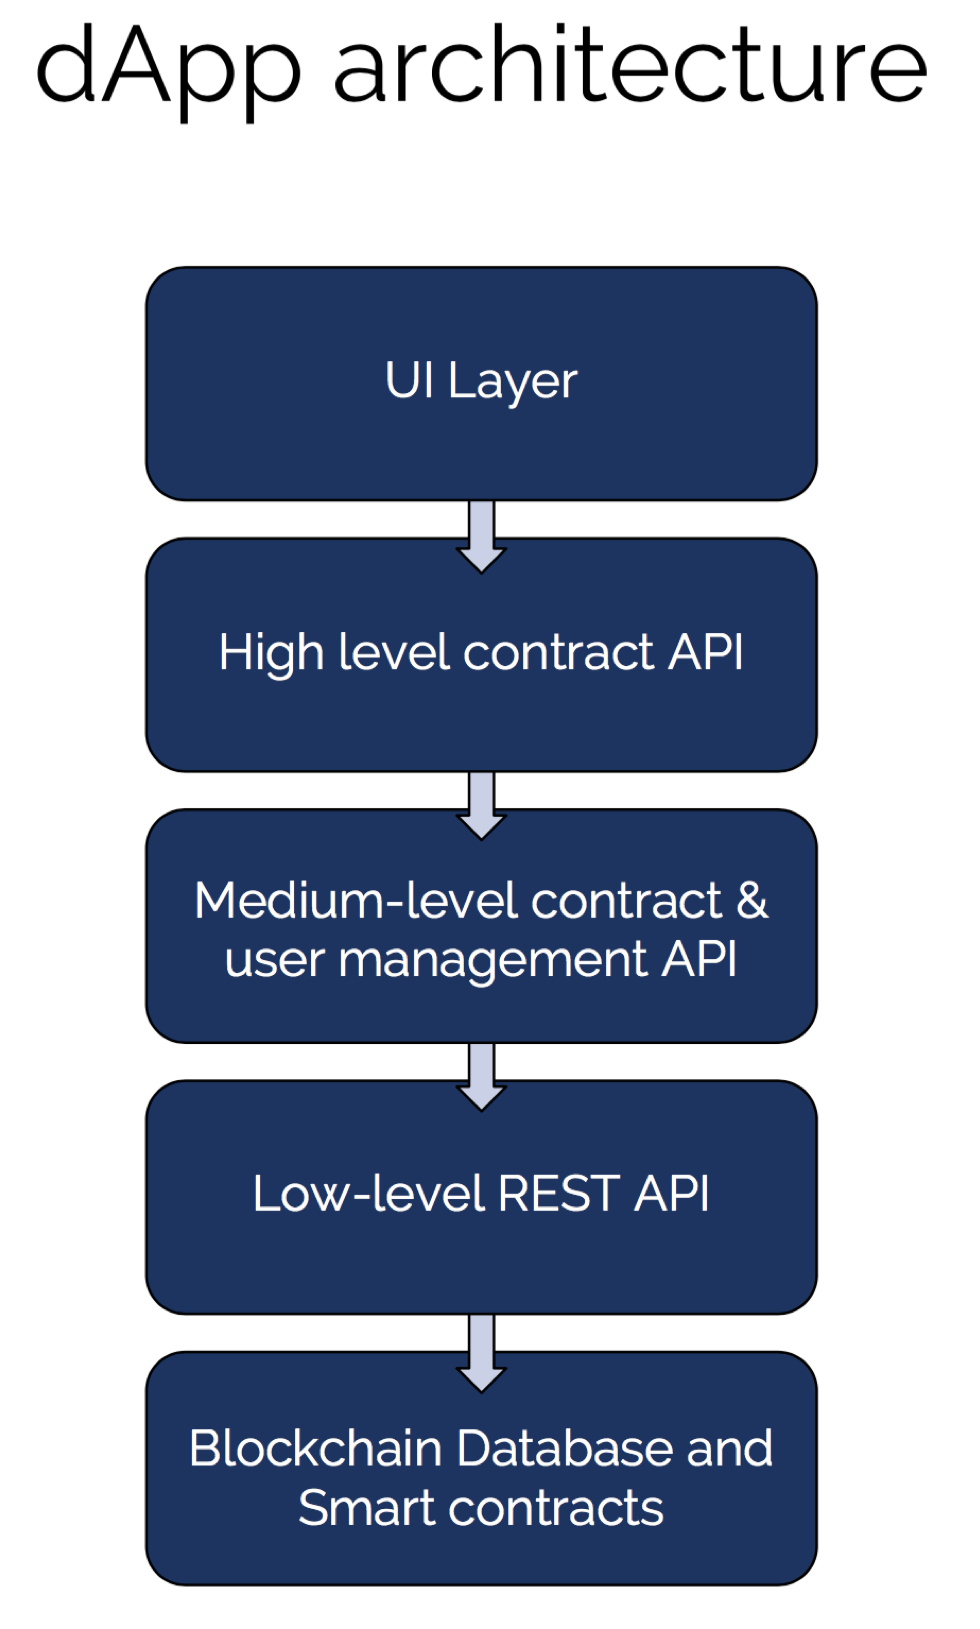 dApp architecture
UI Layer
High level contract API
Medium-level contract &
user management API
Low-level REST API
Blockchain Database and
Smart contracts